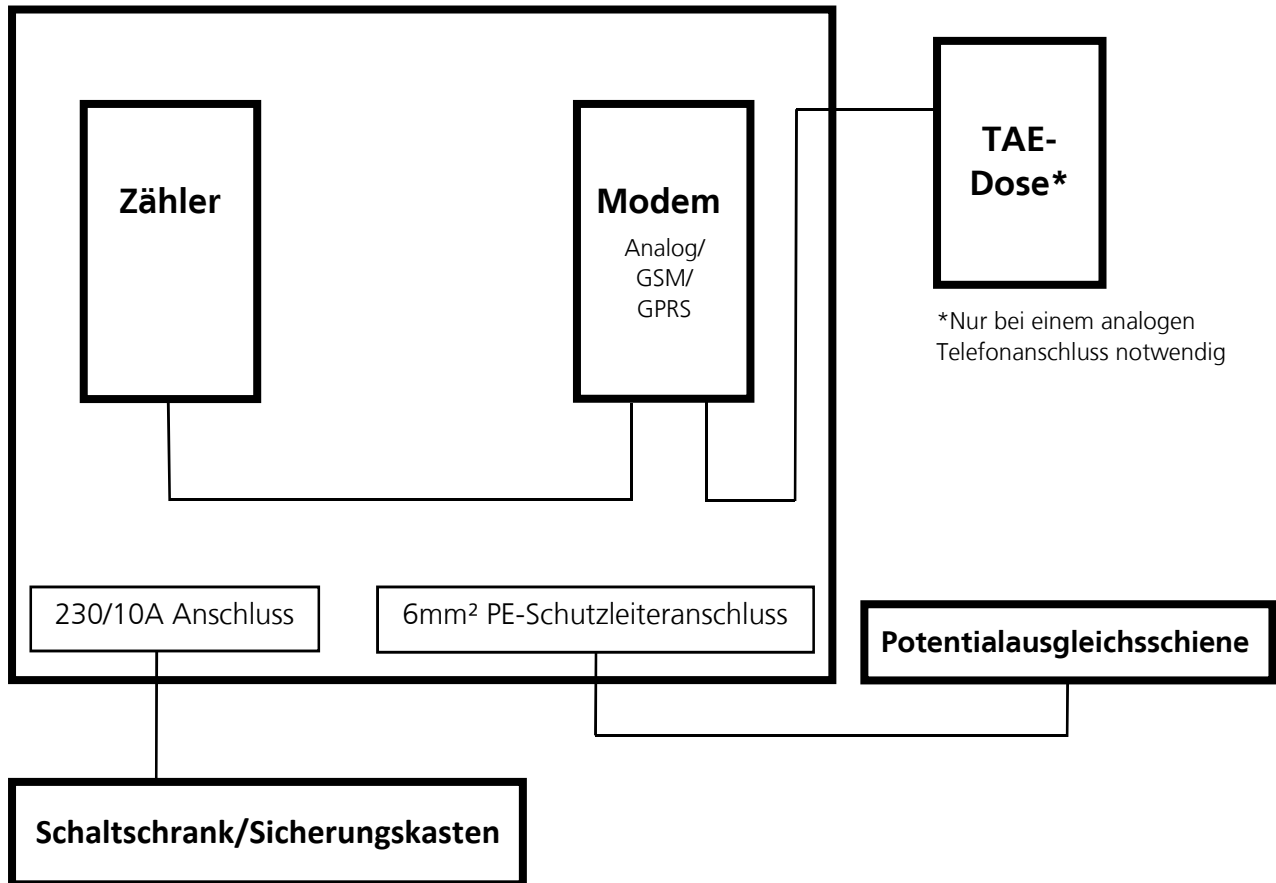 Zähler
Modem
Analog/
GSM/
GPRS
TAE-
Dose*
*Nur bei einem analogen
Telefonanschluss notwendig
230/10A Anschluss
6mm² PE-Schutzleiteranschluss
Potentialausgleichsschiene
Schaltschrank/Sicherungskasten